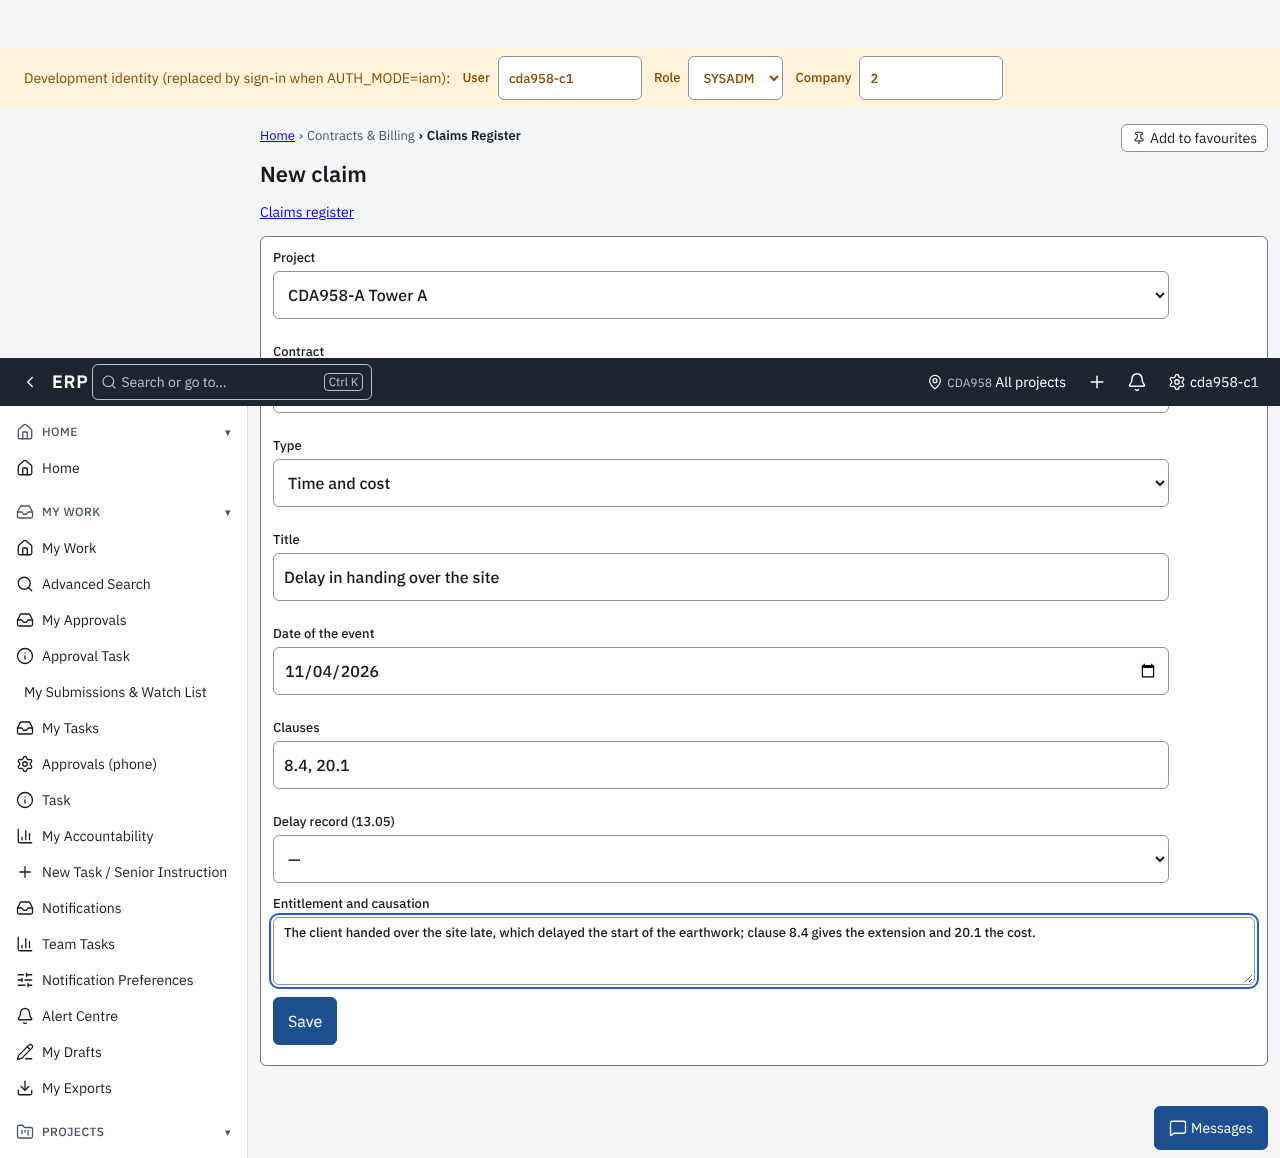 Development identity (replaced by sign-in when AUTH_MODE=iam): User cda958-c1 Role SYSADM Company 2
Home › Contracts & Billing › Claims Register
Add to favourites
New claim
Claims register
Project
CDA958-A Tower A
Contract
ERP Search or go to... Ctrl K CDA958 All projects cda958-c1
HOME
Home
MY WORK
My Work
Advanced Search
My Approvals
Approval Task
My Submissions & Watch List
My Tasks
Approvals (phone)
Task
My Accountability
New Task / Senior Instruction
Notifications
Team Tasks
Notification Preferences
Alert Centre
My Drafts
My Exports
PROJECTS
Type
Time and cost
Title
Delay in handing over the site
Date of the event
11/04/2026
Clauses
8.4, 20.1
Delay record (13.05)
—
Entitlement and causation
The client handed over the site late, which delayed the start of the earthwork; clause 8.4 gives the extension and 20.1 the cost.
Save
Messages